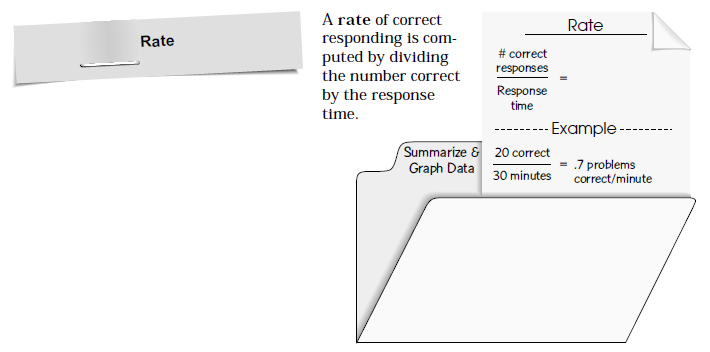 Rate
A rate of correct
responding is com-
puted by dividing
the number correct
by the response
time.
Rate
# correct
responses
Response
time
=
Example
20 correct
30 minutes
= .7 problems
correct/minute
Summarize &
Graph Data